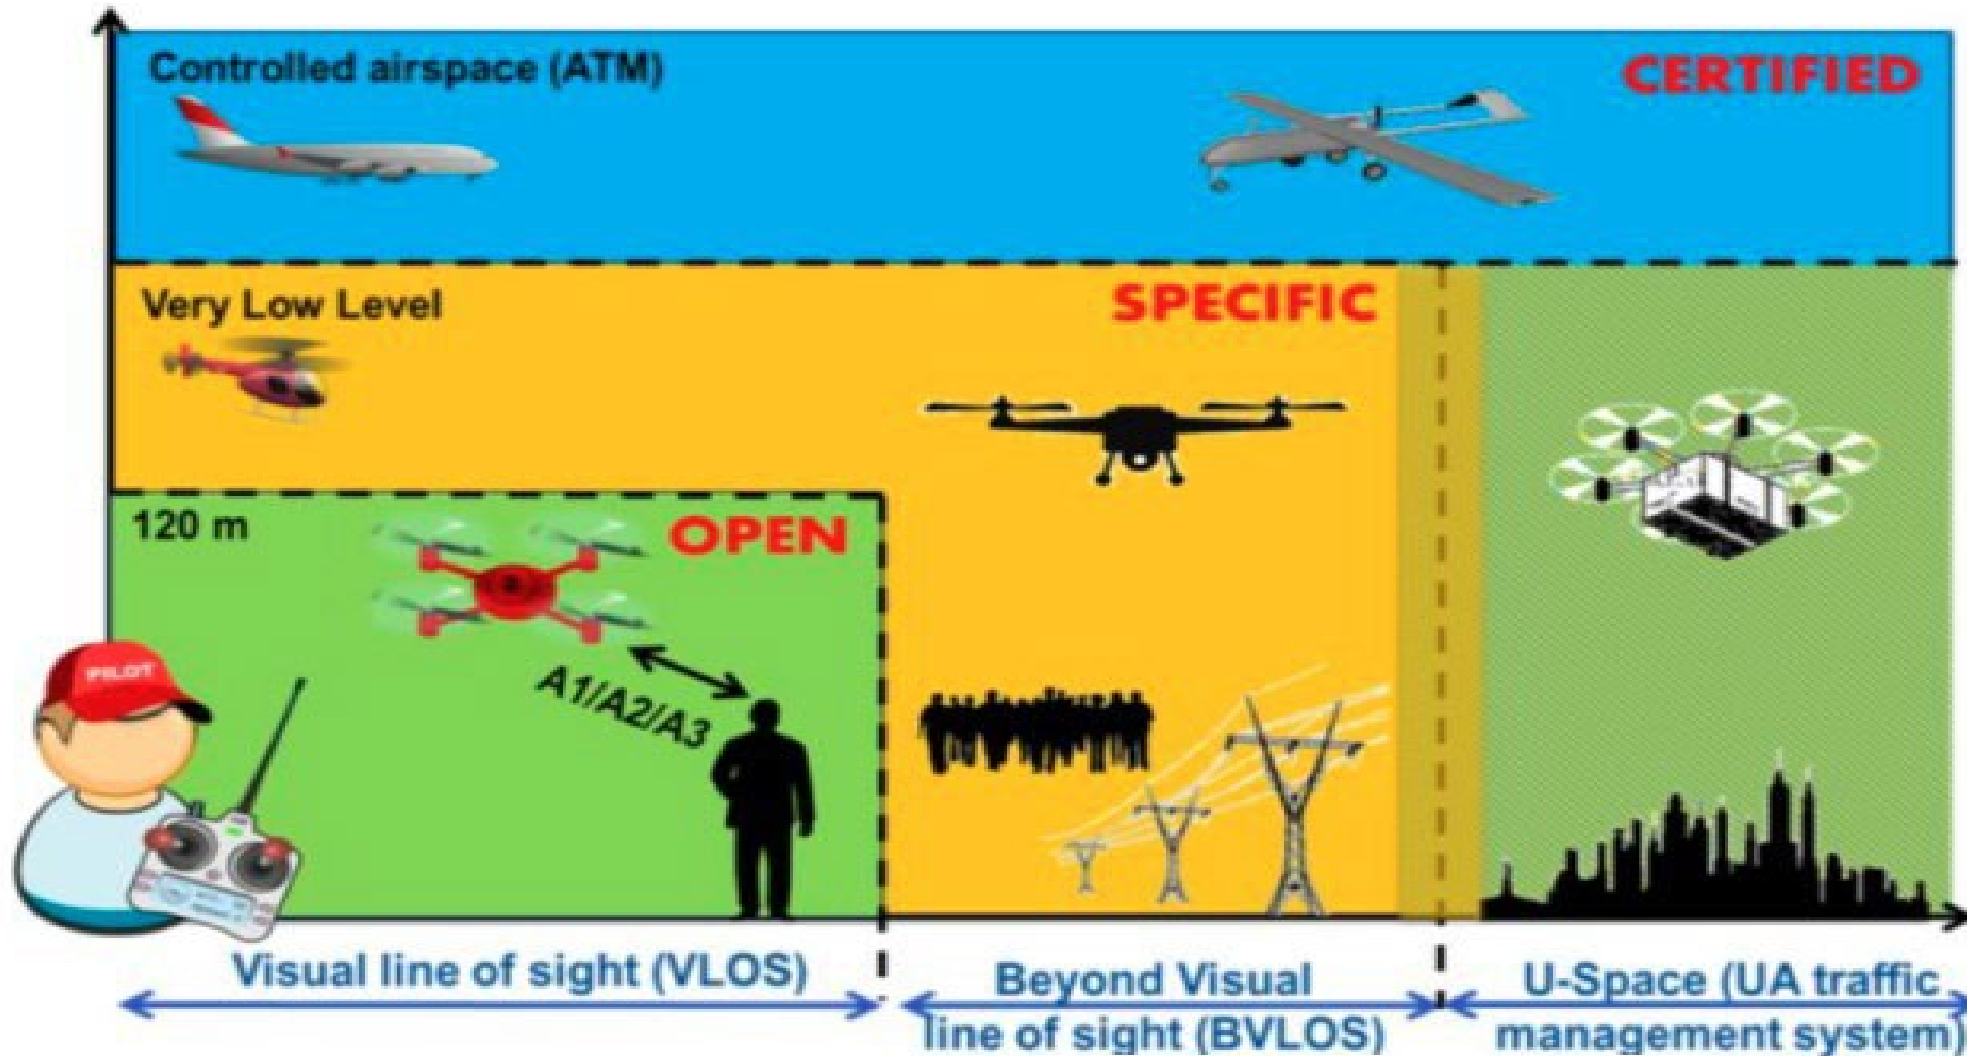 Controlled airspace (ATM)
CERTIFIED
Very Low Level
SPECIFIC
120 m
OPEN
A1/A2/A3
PILOT
Visual line of sight (VLOS)
Beyond Visual
line of sight (BVLOS)
U-Space (UA traffic
management system)